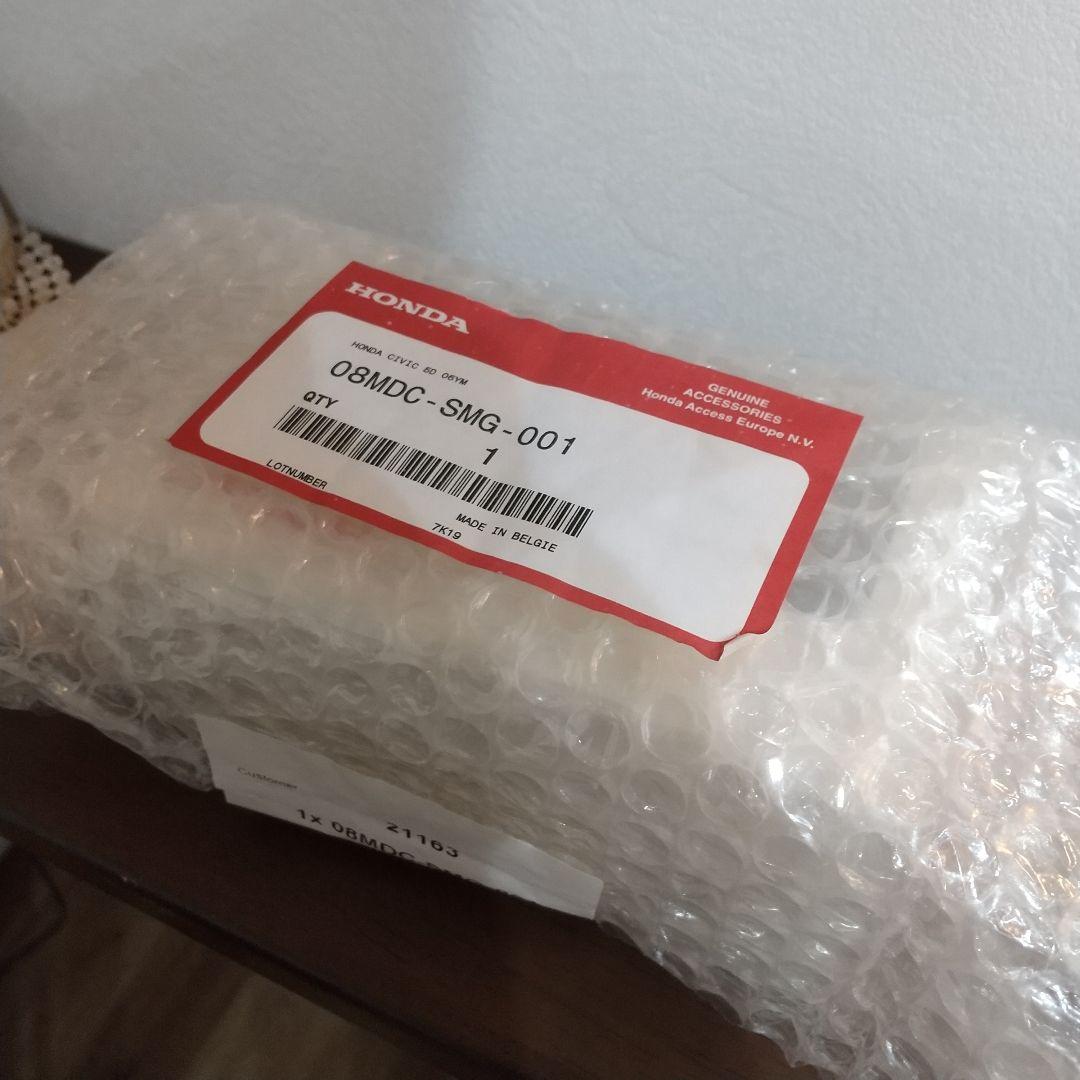 HONDA
GENUINE
ACCESSORIES
Honda Access Europe N.V.
HONDA CIVIC 5D 06YM
08MDC-SMG-001
QTY
1
LOTNUMBER
MADE IN BELGIE
7K19
Customer
21163
1x 08MDC-